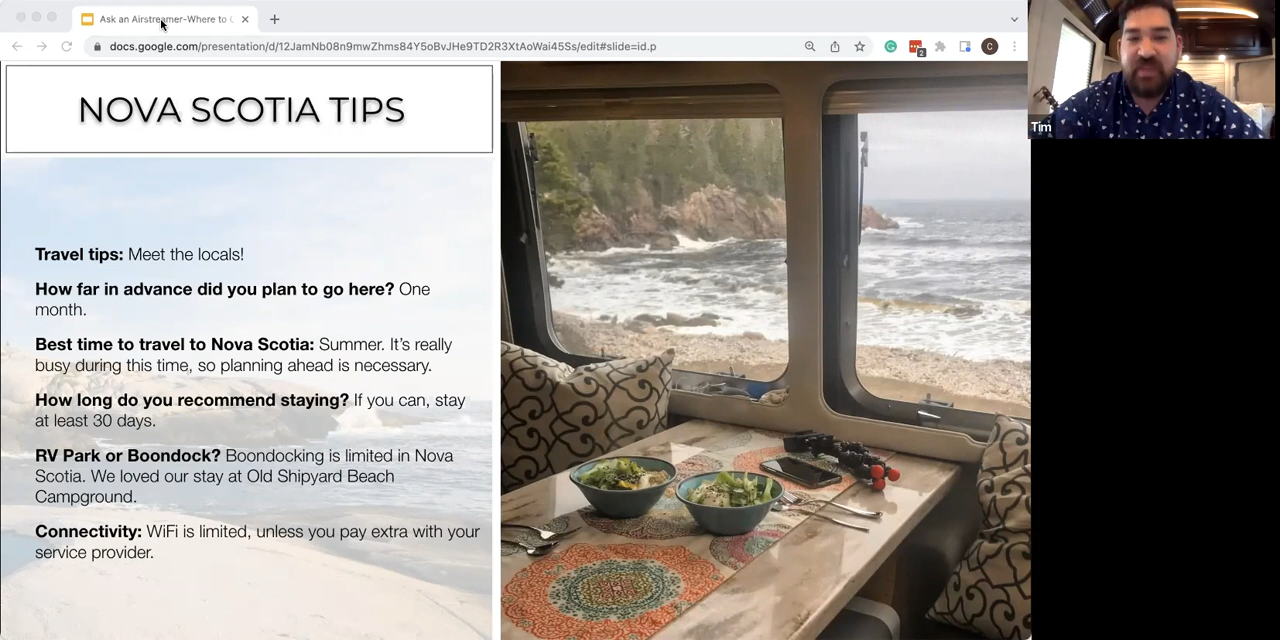 Ask an Airstreamer-Where to
docs.google.com/presentation/d/12JamNb08n9mwZhms84Y5oBvJHe9TD2R3XtAoWai45Ss/edit#slide=id.p
2
C
Tim
NOVA SCOTIA TIPS
Travel tips: Meet the locals!
How far in advance did you plan to go here? One
month.
Best time to travel to Nova Scotia: Summer. It's really
busy during this time, so planning ahead is necessary.
How long do you recommend staying? If you can, stay
at least 30 days.
RV Park or Boondock? Boondocking is limited in Nova
Scotia. We loved our stay at Old Shipyard Beach
Campground.
Connectivity: WiFi is limited, unless you pay extra with your
service provider.